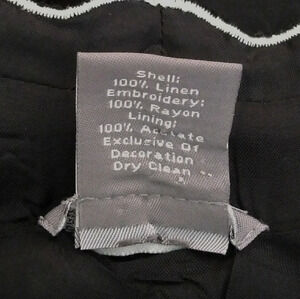 Shell:
100% Linen
Embroidery:
100% Rayon
Lining:
100% Acetate
Exclusive Of
Decoration
Dry Clean